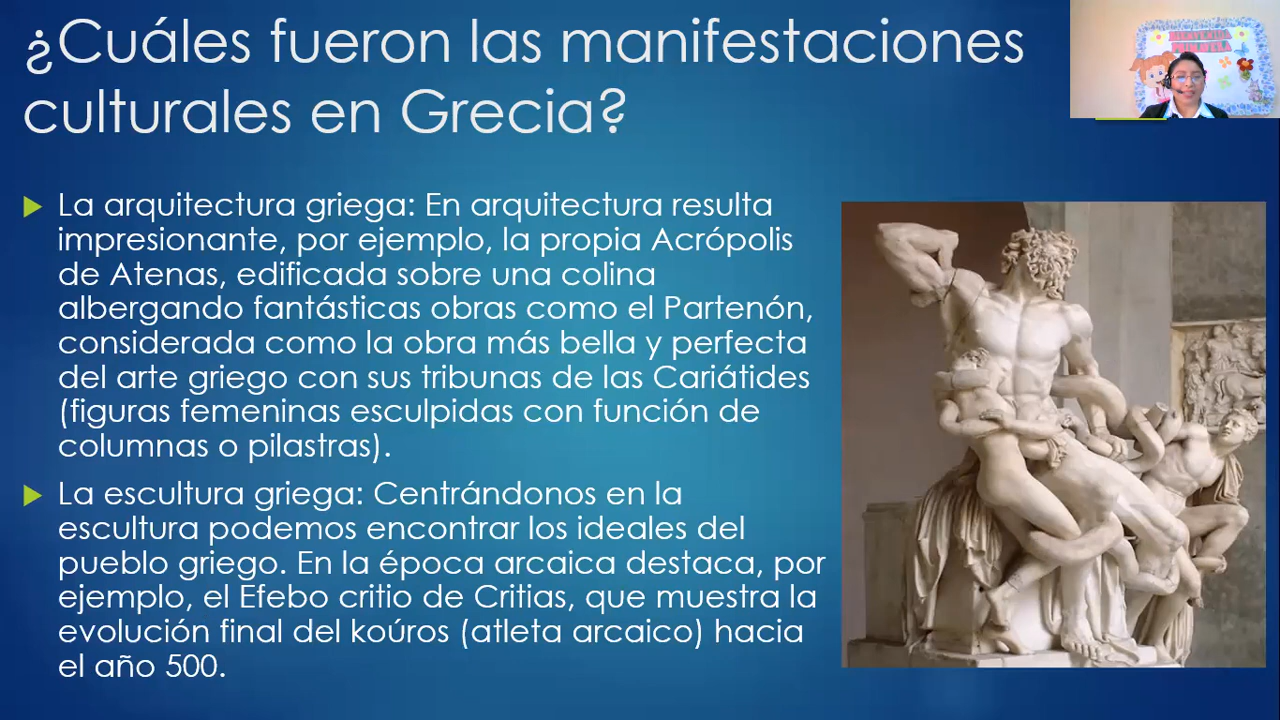 ¿Cuáles fueron las manifestaciones
culturales en Grecia?
BIENVENIDA
PRIMAVERA
La arquitectura griega: En arquitectura resulta
impresionante, por ejemplo, la propia Acrópolis
de Atenas, edificada sobre una colina
albergando fantásticas obras como el Partenón,
considerada como la obra más bella y perfecta
del arte griego con sus tribunas de las Cariátides
(figuras femeninas esculpidas con función de
columnas o pilastras).
La escultura griega: Centrándonos en la
escultura podemos encontrar los ideales del
pueblo griego. En la época arcaica destaca, por
ejemplo, el Efebo critio de Critias, que muestra la
evolución final del koúros (atleta arcaico) hacia
el año 500.